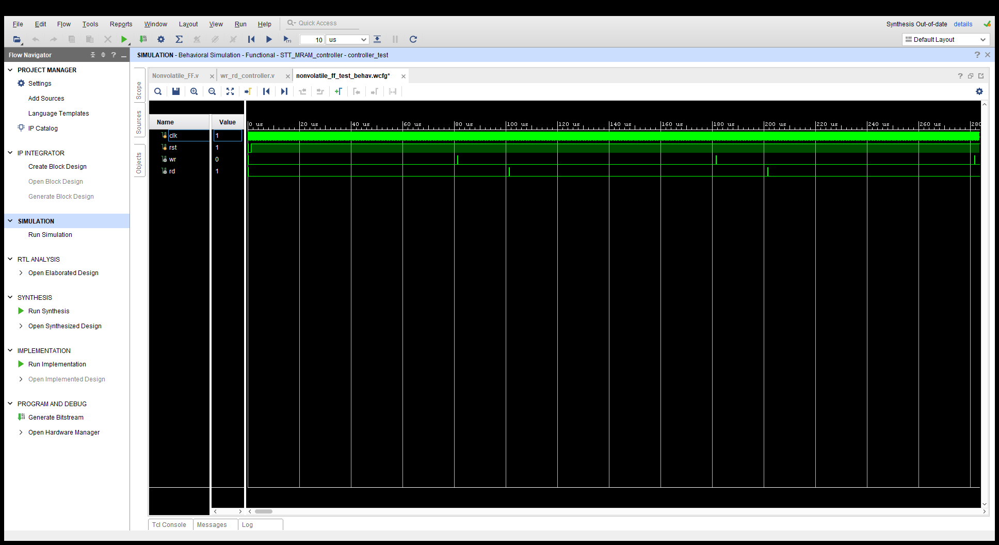 File Edit Flow Tools Reports Window Layout View Run Help Quick Access Synthesis Out-of-date details
10 us Default Layout
Flow Navigator
SIMULATION - Behavioral Simulation - Functional - STT_MRAM_controller - controller_test
PROJECT MANAGER
Settings
Add Sources
Language Templates
IP Catalog
IP INTEGRATOR
Create Block Design
Open Block Design
Generate Block Design
SIMULATION
Run Simulation
RTL ANALYSIS
Open Elaborated Design
SYNTHESIS
Run Synthesis
Open Synthesized Design
IMPLEMENTATION
Run Implementation
Open Implemented Design
PROGRAM AND DEBUG
Generate Bitstream
Open Hardware Manager
Scope
Sources
Objects
Nonvolatile_FF.v wr_rd_controller.v nonvolatile_ff_test_behav.wcfg*
Name Value
0 us 20 us 40 us 60 us 80 us 100 us 120 us 140 us 160 us 180 us 200 us 220 us 240 us 260 us 280
clk 1
rst 1
wr 0
rd 1
Tcl Console Messages Log